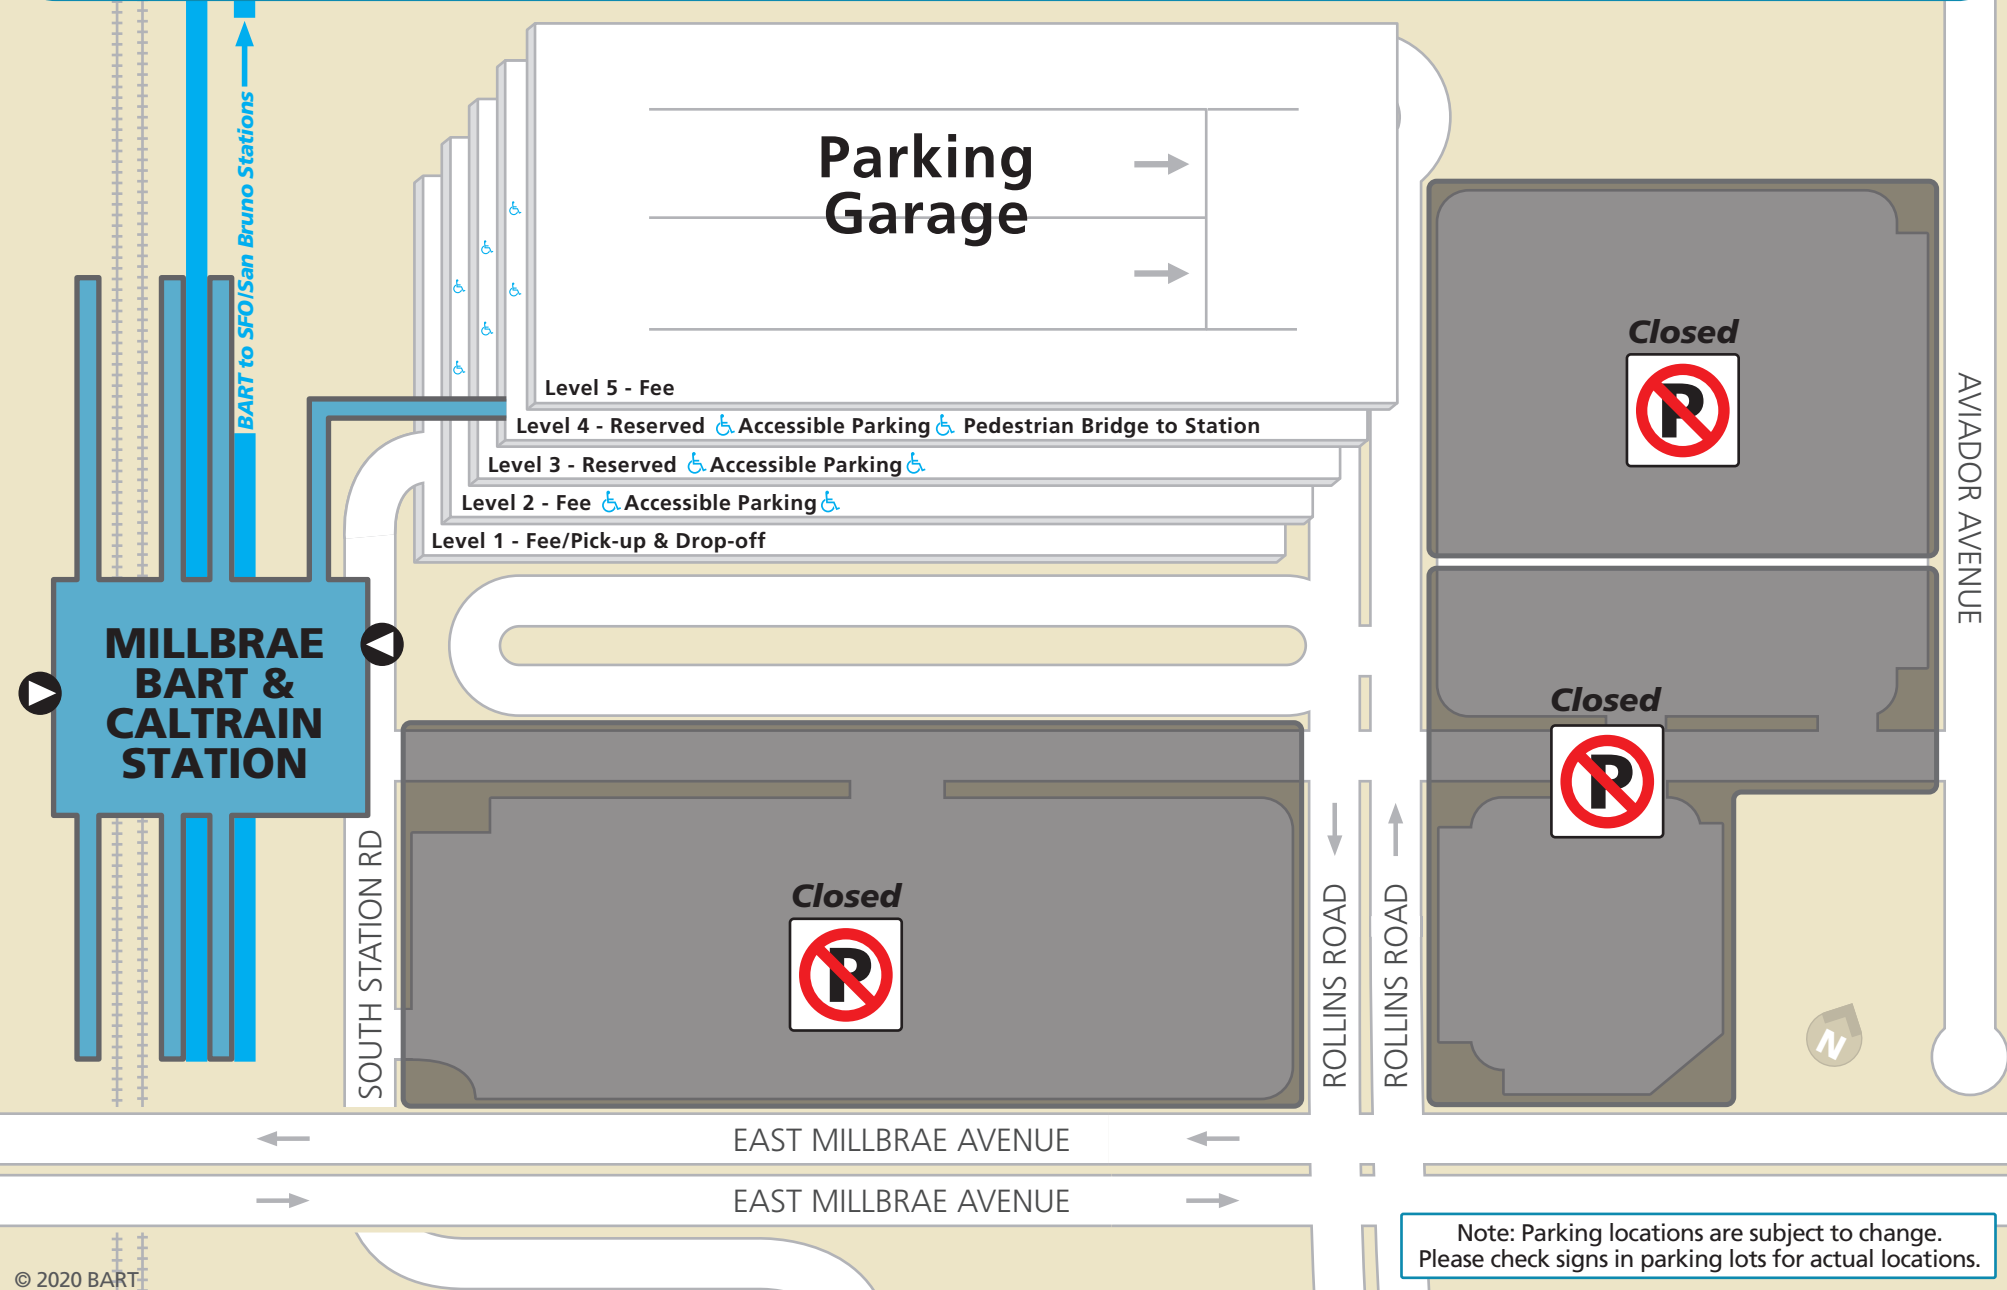 BART to SFO/San Bruno Stations
Parking
Garage
Level 5 - Fee
Level 4 - Reserved Accessible Parking Pedestrian Bridge to Station
Level 3 - Reserved Accessible Parking
Level 2 - Fee Accessible Parking
Level 1 - Fee/Pick-up & Drop-off
Closed
P
AVIADOR AVENUE
MILLBRAE
BART &
CALTRAIN
STATION
Closed
P
Closed
P
SOUTH STATION RD
ROLLINS ROAD
ROLLINS ROAD
N
EAST MILLBRAE AVENUE
EAST MILLBRAE AVENUE
Note: Parking locations are subject to change.
Please check signs in parking lots for actual locations.
© 2020 BART